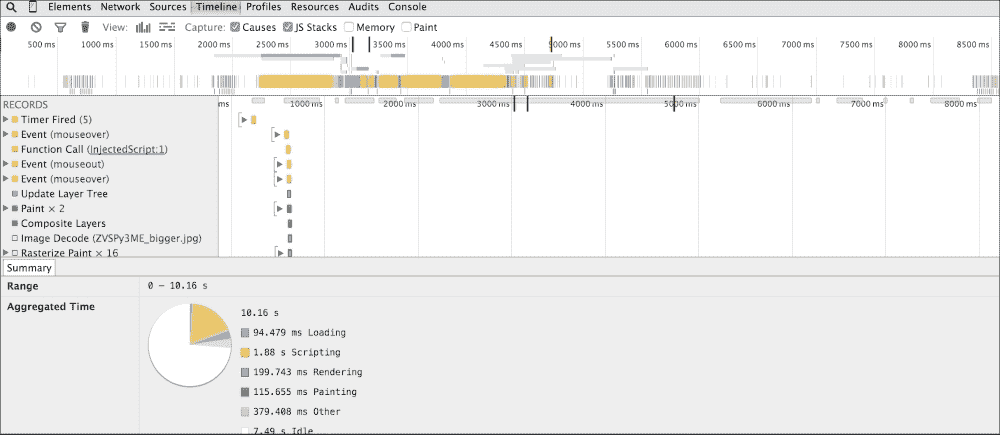 Elements Network Sources Timeline Profiles Resources Audits Console
View: Capture: Causes JS Stacks Memory Paint
500 ms 1000 ms 1500 ms 2000 ms 2500 ms 3000 ms 3500 ms 4000 ms 4500 ms 5000 ms 5500 ms 6000 ms 6500 ms 7000 ms 7500 ms 8000 ms 8500 ms
RECORDS ms 1000 ms 2000 ms 3000 ms 4000 ms 5000 ms 6000 ms 7000 ms 8000 ms
Timer Fired (5)
Event (mouseover)
Function Call (InjectedScript:1)
Event (mouseout)
Event (mouseover)
Update Layer Tree
Paint × 2
Composite Layers
Image Decode (ZVSPy3ME_bigger.jpg)
Rasterize Paint × 16
Summary
Range 0 – 10.16 s
Aggregated Time
10.16 s
94.479 ms Loading
1.88 s Scripting
199.743 ms Rendering
115.655 ms Painting
379.408 ms Other
7.49 s Idle